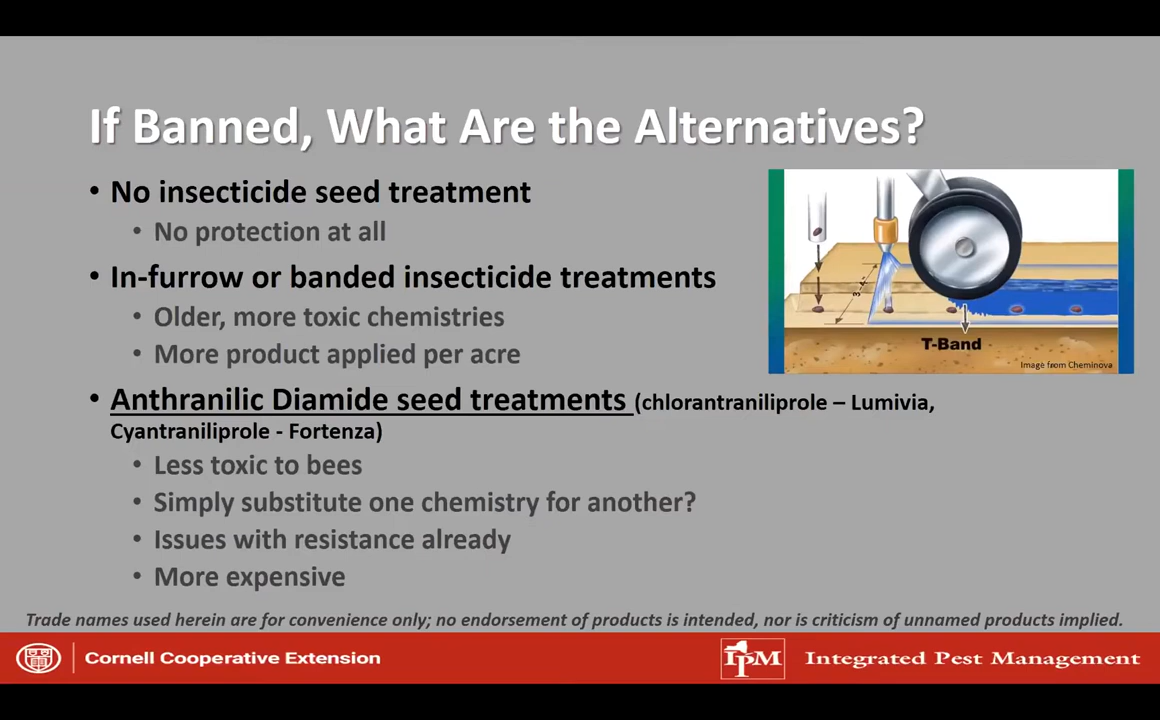 If Banned, What Are the Alternatives?
• No insecticide seed treatment
• No protection at all
• In-furrow or banded insecticide treatments
• Older, more toxic chemistries
• More product applied per acre
T-Band
Image from Cheminova
• Anthranilic Diamide seed treatments (chlorantraniliprole – Lumivia,
Cyantraniliprole - Fortenza)
• Less toxic to bees
• Simply substitute one chemistry for another?
• Issues with resistance already
• More expensive
Trade names used herein are for convenience only; no endorsement of products is intended, nor is criticism of unnamed products implied.
Cornell Cooperative Extension
IPM Integrated Pest Management